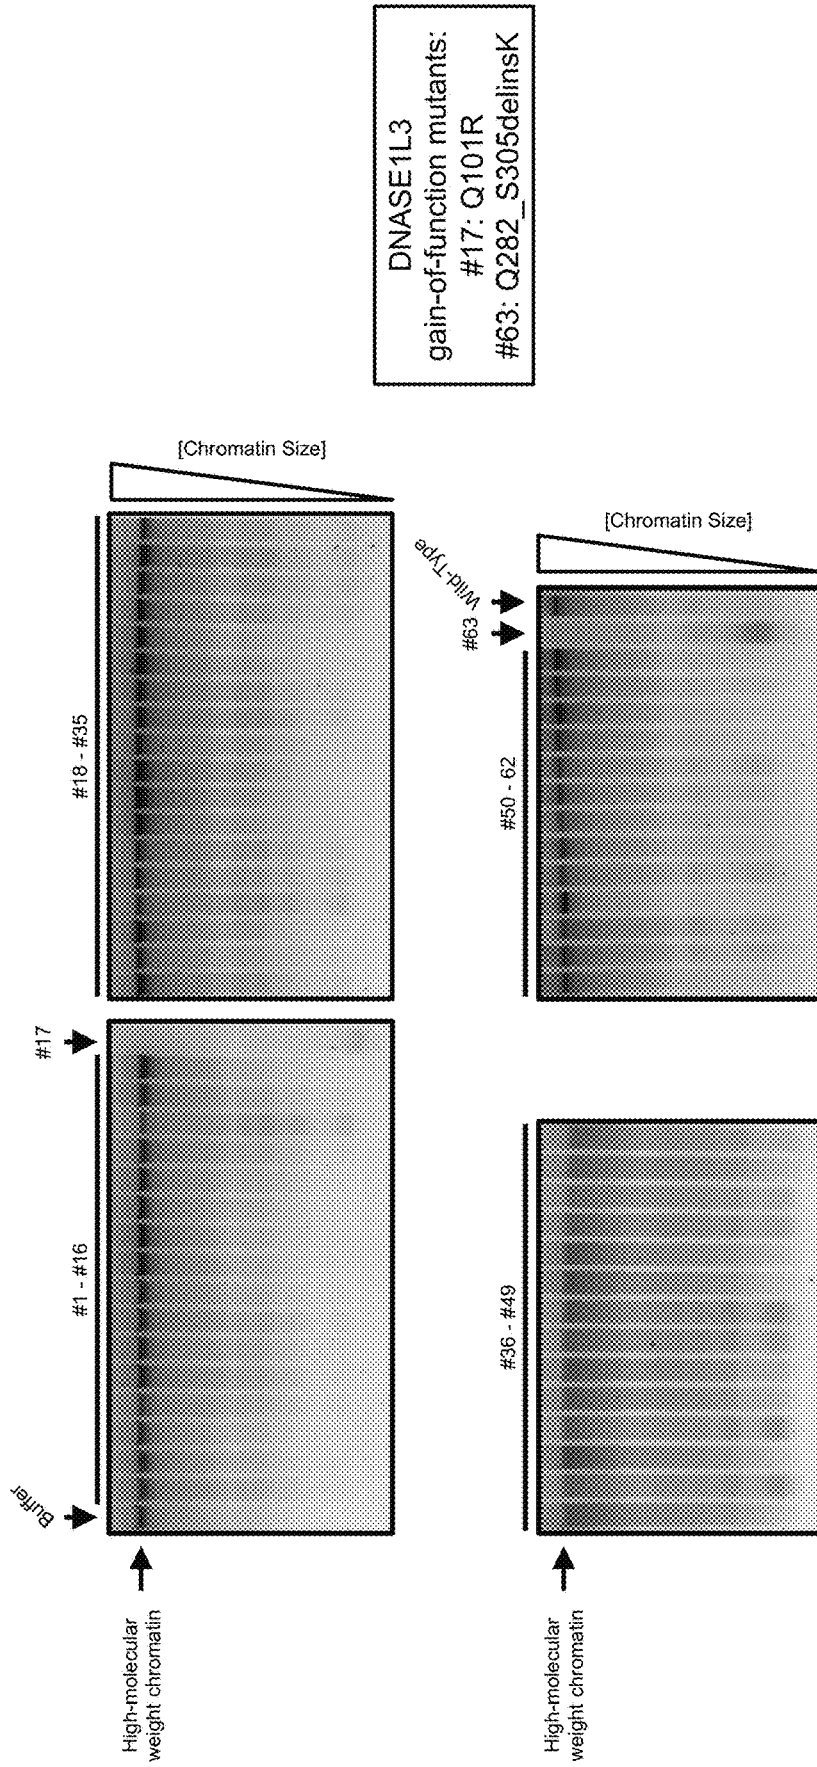 Buffer
#1 - #16
#17
#18 - #35
[Chromatin Size]
High-molecular
weight chromatin
#36 - #49
#50 - 62
#63
Wild-Type
[Chromatin Size]
High-molecular
weight chromatin
DNASE1L3
gain-of-function mutants:
#17: Q101R
#63: Q282_S305delinsK